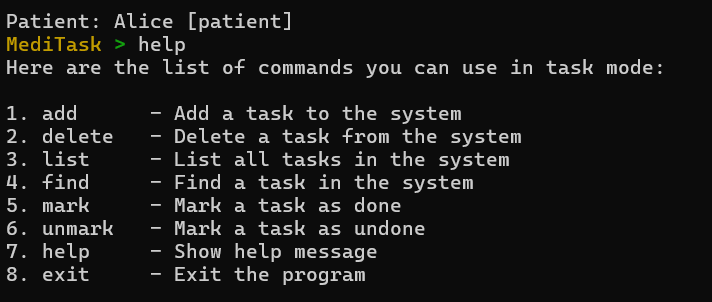 Patient: Alice [patient]
MediTask > help
Here are the list of commands you can use in task mode:
1. add      - Add a task to the system
2. delete   - Delete a task from the system
3. list     - List all tasks in the system
4. find     - Find a task in the system
5. mark     - Mark a task as done
6. unmark   - Mark a task as undone
7. help     - Show help message
8. exit     - Exit the program